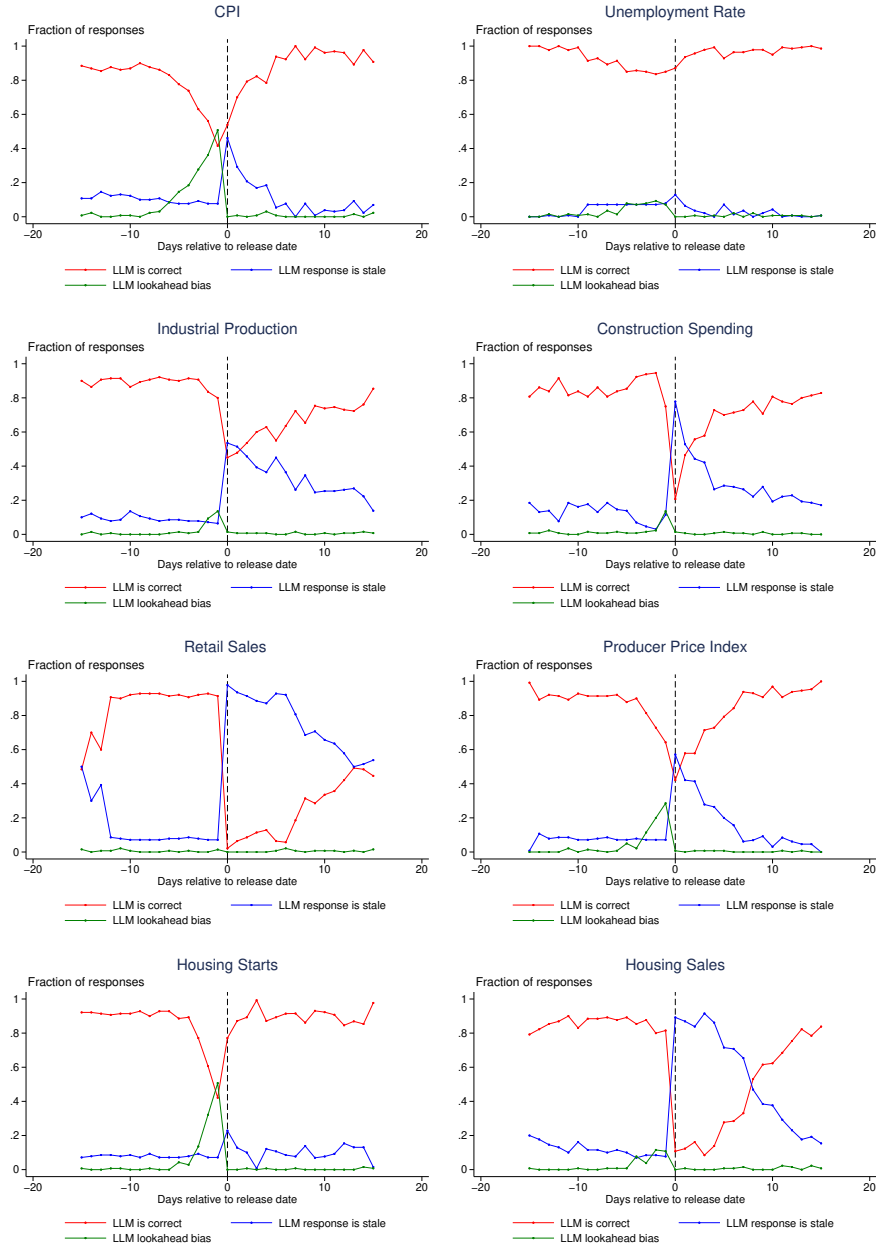 CPI
Fraction of responses
1
.8
.6
.4
.2
0
−20 −10 0 10 20
Days relative to release date
LLM is correct LLM response is stale
LLM lookahead bias
Unemployment Rate
Fraction of responses
1
.8
.6
.4
.2
0
−20 −10 0 10 20
Days relative to release date
LLM is correct LLM response is stale
LLM lookahead bias
Industrial Production
Fraction of responses
1
.8
.6
.4
.2
0
−20 −10 0 10 20
Days relative to release date
LLM is correct LLM response is stale
LLM lookahead bias
Construction Spending
Fraction of responses
1
.8
.6
.4
.2
0
−20 −10 0 10 20
Days relative to release date
LLM is correct LLM response is stale
LLM lookahead bias
Retail Sales
Fraction of responses
1
.8
.6
.4
.2
0
−20 −10 0 10 20
Days relative to release date
LLM is correct LLM response is stale
LLM lookahead bias
Producer Price Index
Fraction of responses
1
.8
.6
.4
.2
0
−20 −10 0 10 20
Days relative to release date
LLM is correct LLM response is stale
LLM lookahead bias
Housing Starts
Fraction of responses
1
.8
.6
.4
.2
0
−20 −10 0 10 20
Days relative to release date
LLM is correct LLM response is stale
LLM lookahead bias
Housing Sales
Fraction of responses
1
.8
.6
.4
.2
0
−20 −10 0 10 20
Days relative to release date
LLM is correct LLM response is stale
LLM lookahead bias